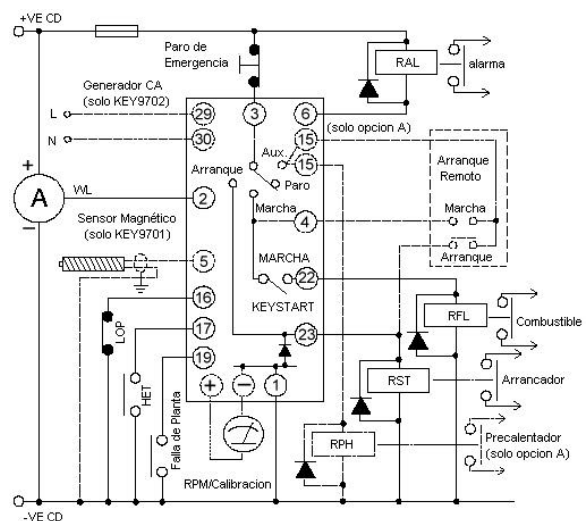 +VE CD
Paro de
Emergencia
RAL
alarma
Generador CA
(solo KEY9702)
L
N
29
30
3
6
(solo opcion A)
15
15
Aux.
Paro
Arranque
Arranque
Remoto
Marcha
Arranque
+
A
−
WL
2
Marcha
4
Sensor Magnético
(solo KEY9701)
5
MARCHA
22
KEYSTART
16
LOP
17
HET
19
Falla de Planta
23
RFL
Combustible
RST
Arrancador
RPH
Precalentador
(solo opcion A)
+
−
1
RPM/Calibracion
-VE CD